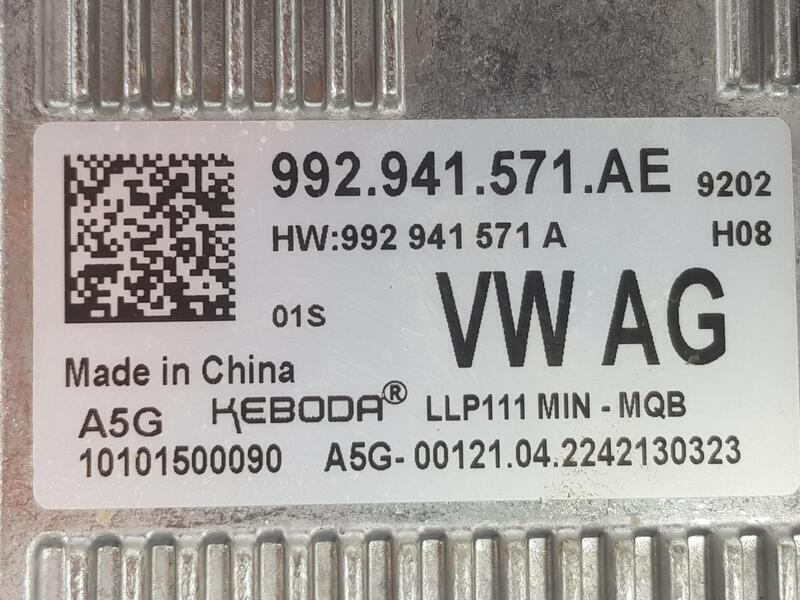 992.941.571.AE 9202
HW:992 941 571 A H08
01S VW AG
Made in China
A5G KEBODA® LLP111 MIN - MQB
10101500090 A5G- 00121.04.2242130323